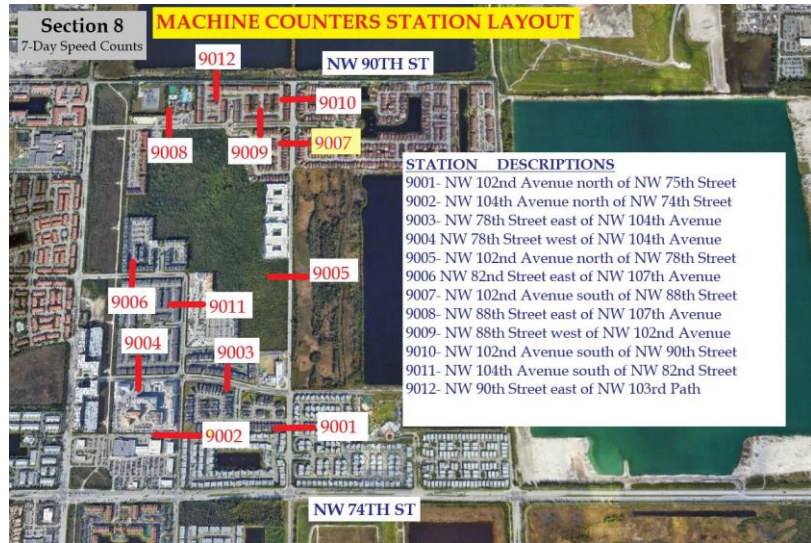 Section 8
7-Day Speed Counts
MACHINE COUNTERS STATION LAYOUT
NW 90TH ST
9012
9010
9008
9009
9007
STATION DESCRIPTIONS
9001- NW 102nd Avenue north of NW 75th Street
9002- NW 104th Avenue north of NW 74th Street
9003- NW 78th Street east of NW 104th Avenue
9004 NW 78th Street west of NW 104th Avenue
9005- NW 102nd Avenue north of NW 78th Street
9006 NW 82nd Street east of NW 107th Avenue
9007- NW 102nd Avenue south of NW 88th Street
9008- NW 88th Street east of NW 107th Avenue
9009- NW 88th Street west of NW 102nd Avenue
9010- NW 102nd Avenue south of NW 90th Street
9011- NW 104th Avenue south of NW 82nd Street
9012- NW 90th Street east of NW 103rd Path
9005
9006
9011
9004
9003
9002
9001
NW 74TH ST